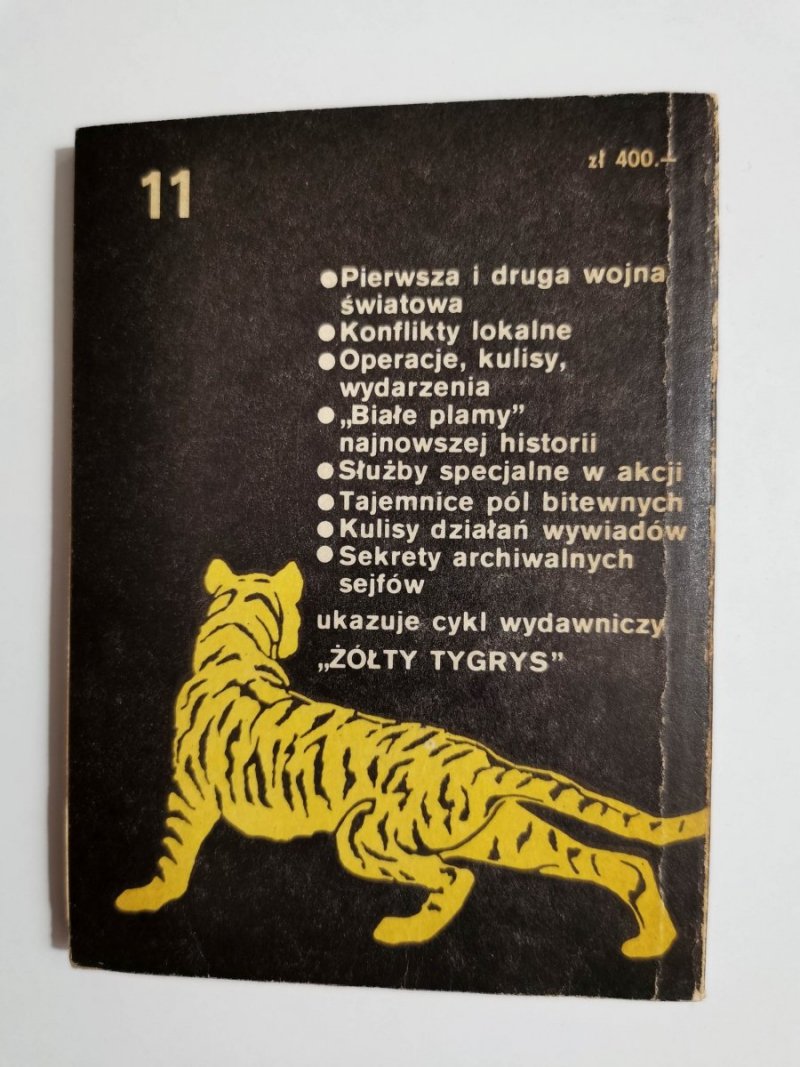 11
zł 400.–
●Pierwsza i druga wojna
światowa
●Konflikty lokalne
●Operacje, kulisy,
wydarzenia
●„Białe plamy”
najnowszej historii
●Służby specjalne w akcji
●Tajemnice pól bitewnych
●Kulisy działań wywiadów
●Sekrety archiwalnych
sejfów
ukazuje cykl wydawniczy
„ŻÓŁTY TYGRYS”